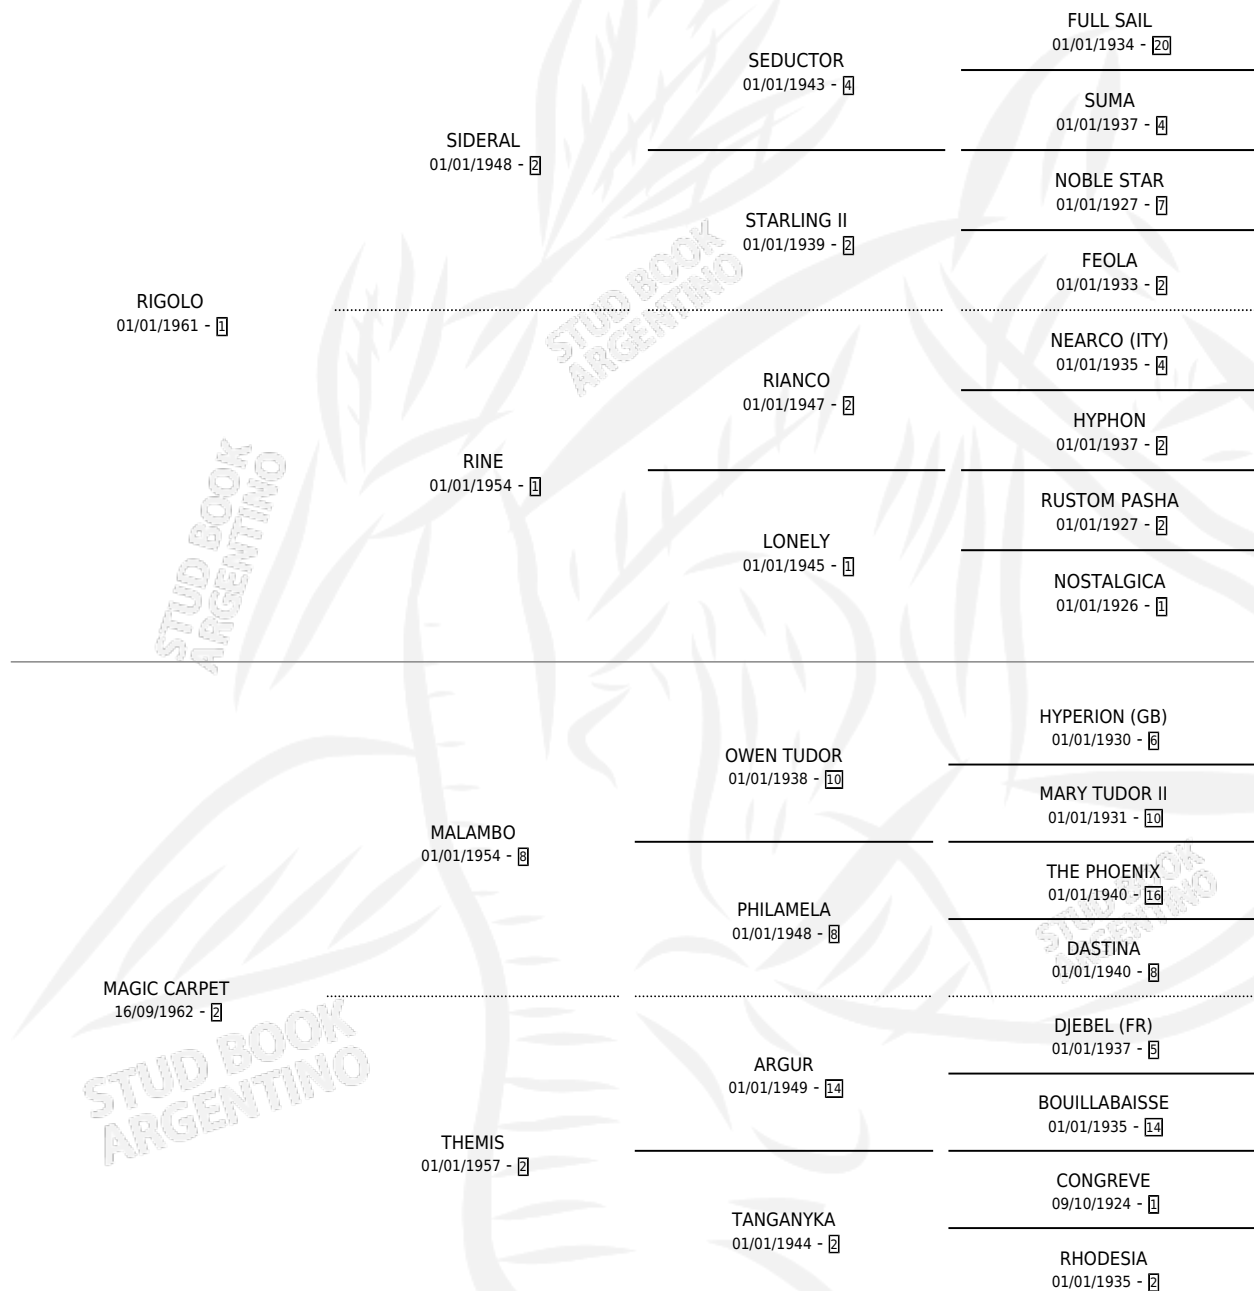 FULL SAIL
01/01/1934 - 20
SEDUCTOR
01/01/1943 - 4
SUMA
01/01/1937 - 4
SIDERAL
01/01/1948 - 2
NOBLE STAR
01/01/1927 - 7
STARLING II
01/01/1939 - 2
FEOLA
01/01/1933 - 2
RIGOLO
01/01/1961 - 1
NEARCO (ITY)
01/01/1935 - 4
RIANCO
01/01/1947 - 2
HYPHON
01/01/1937 - 2
RINE
01/01/1954 - 1
RUSTOM PASHA
01/01/1927 - 2
LONELY
01/01/1945 - 1
NOSTALGICA
01/01/1926 - 1
HYPERION (GB)
01/01/1930 - 6
OWEN TUDOR
01/01/1938 - 10
MARY TUDOR II
01/01/1931 - 10
MALAMBO
01/01/1954 - 8
THE PHOENIX
01/01/1940 - 16
PHILAMELA
01/01/1948 - 8
DASTINA
01/01/1940 - 8
MAGIC CARPET
16/09/1962 - 2
DJEBEL (FR)
01/01/1937 - 5
ARGUR
01/01/1949 - 14
BOUILLABAISSE
01/01/1935 - 14
THEMIS
01/01/1957 - 2
CONGREVE
09/10/1924 - 1
TANGANYKA
01/01/1944 - 2
RHODESIA
01/01/1935 - 2
STUD BOOK
ARGENTINO
STUD BOOK
ARGENTINO
STUD BOOK
ARGENTINO
STUD BOOK
ARGENTINO